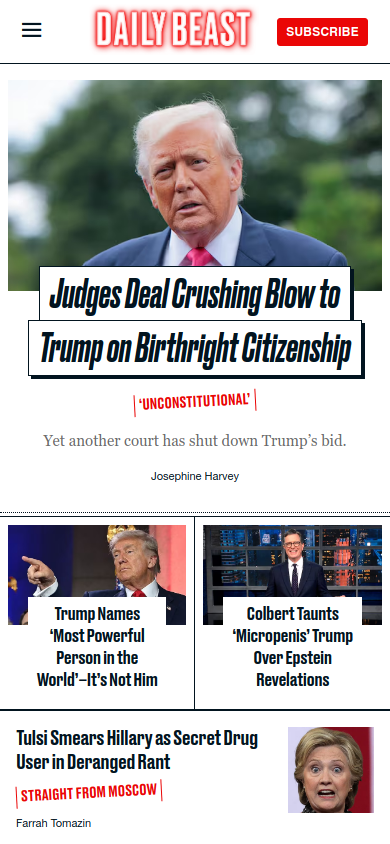 DAILY BEAST
SUBSCRIBE
Judges Deal Crushing Blow to
Trump on Birthright Citizenship
‘UNCONSTITUTIONAL’
Yet another court has shut down Trump’s bid.
Josephine Harvey
Trump Names
‘Most Powerful
Person in the
World’—It’s Not Him
Colbert Taunts
‘Micropenis’ Trump
Over Epstein
Revelations
Tulsi Smears Hillary as Secret Drug
User in Deranged Rant
STRAIGHT FROM MOSCOW
Farrah Tomazin